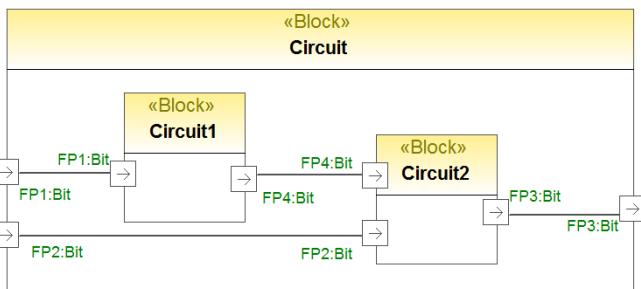 «Block»
Circuit
«Block»
Circuit1
«Block»
Circuit2
FP1:Bit
FP1:Bit
FP4:Bit
FP4:Bit
FP3:Bit
FP3:Bit
FP2:Bit
FP2:Bit